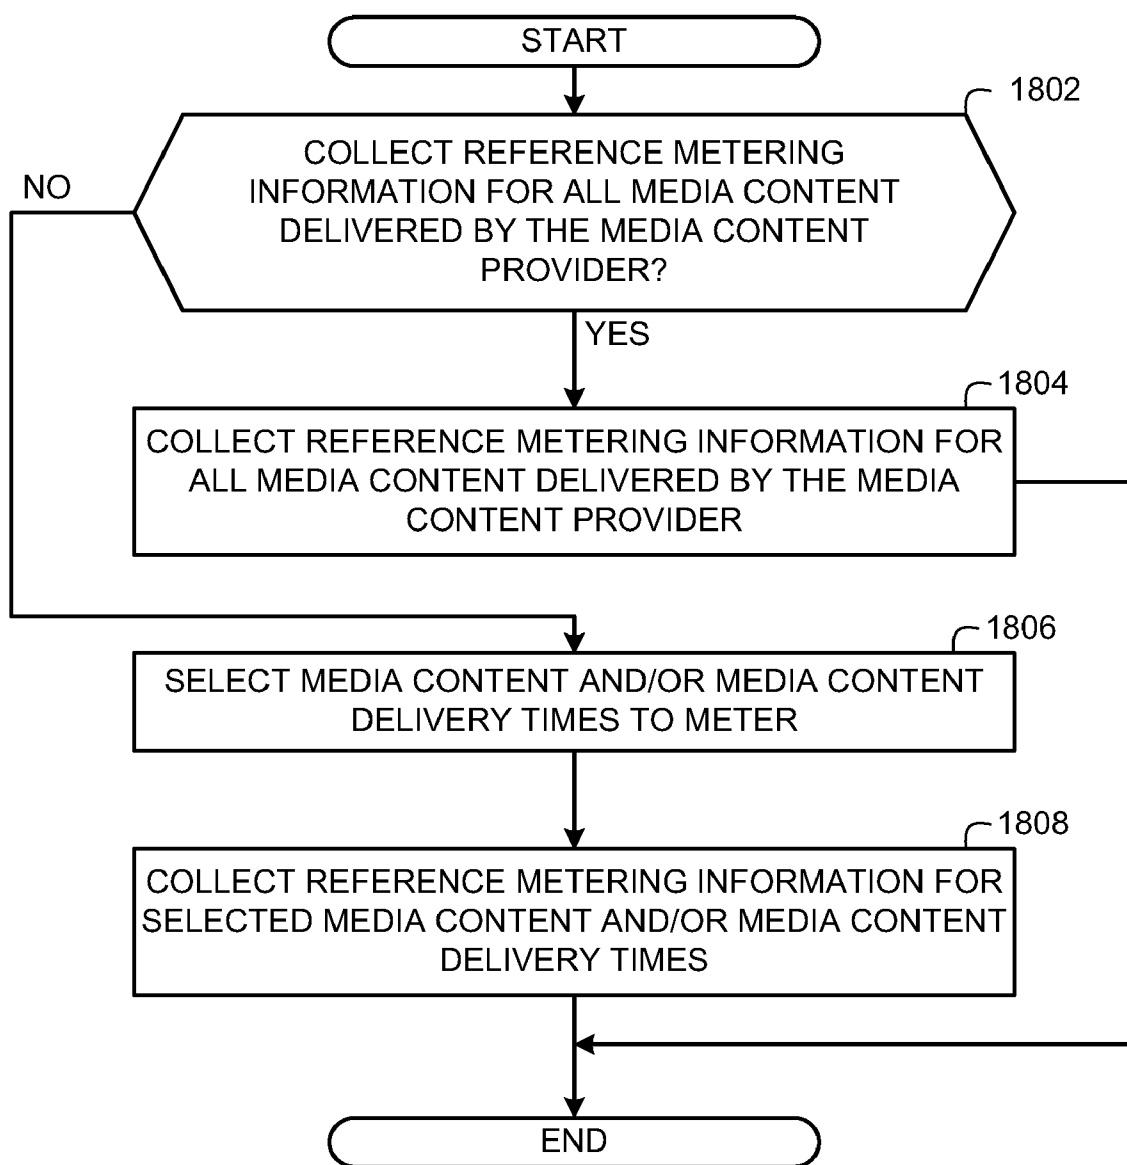 START
1802
COLLECT REFERENCE METERING
INFORMATION FOR ALL MEDIA CONTENT
DELIVERED BY THE MEDIA CONTENT
PROVIDER?
NO
YES
1804
COLLECT REFERENCE METERING INFORMATION FOR
ALL MEDIA CONTENT DELIVERED BY THE MEDIA
CONTENT PROVIDER
1806
SELECT MEDIA CONTENT AND/OR MEDIA CONTENT
DELIVERY TIMES TO METER
1808
COLLECT REFERENCE METERING INFORMATION FOR
SELECTED MEDIA CONTENT AND/OR MEDIA CONTENT
DELIVERY TIMES
END